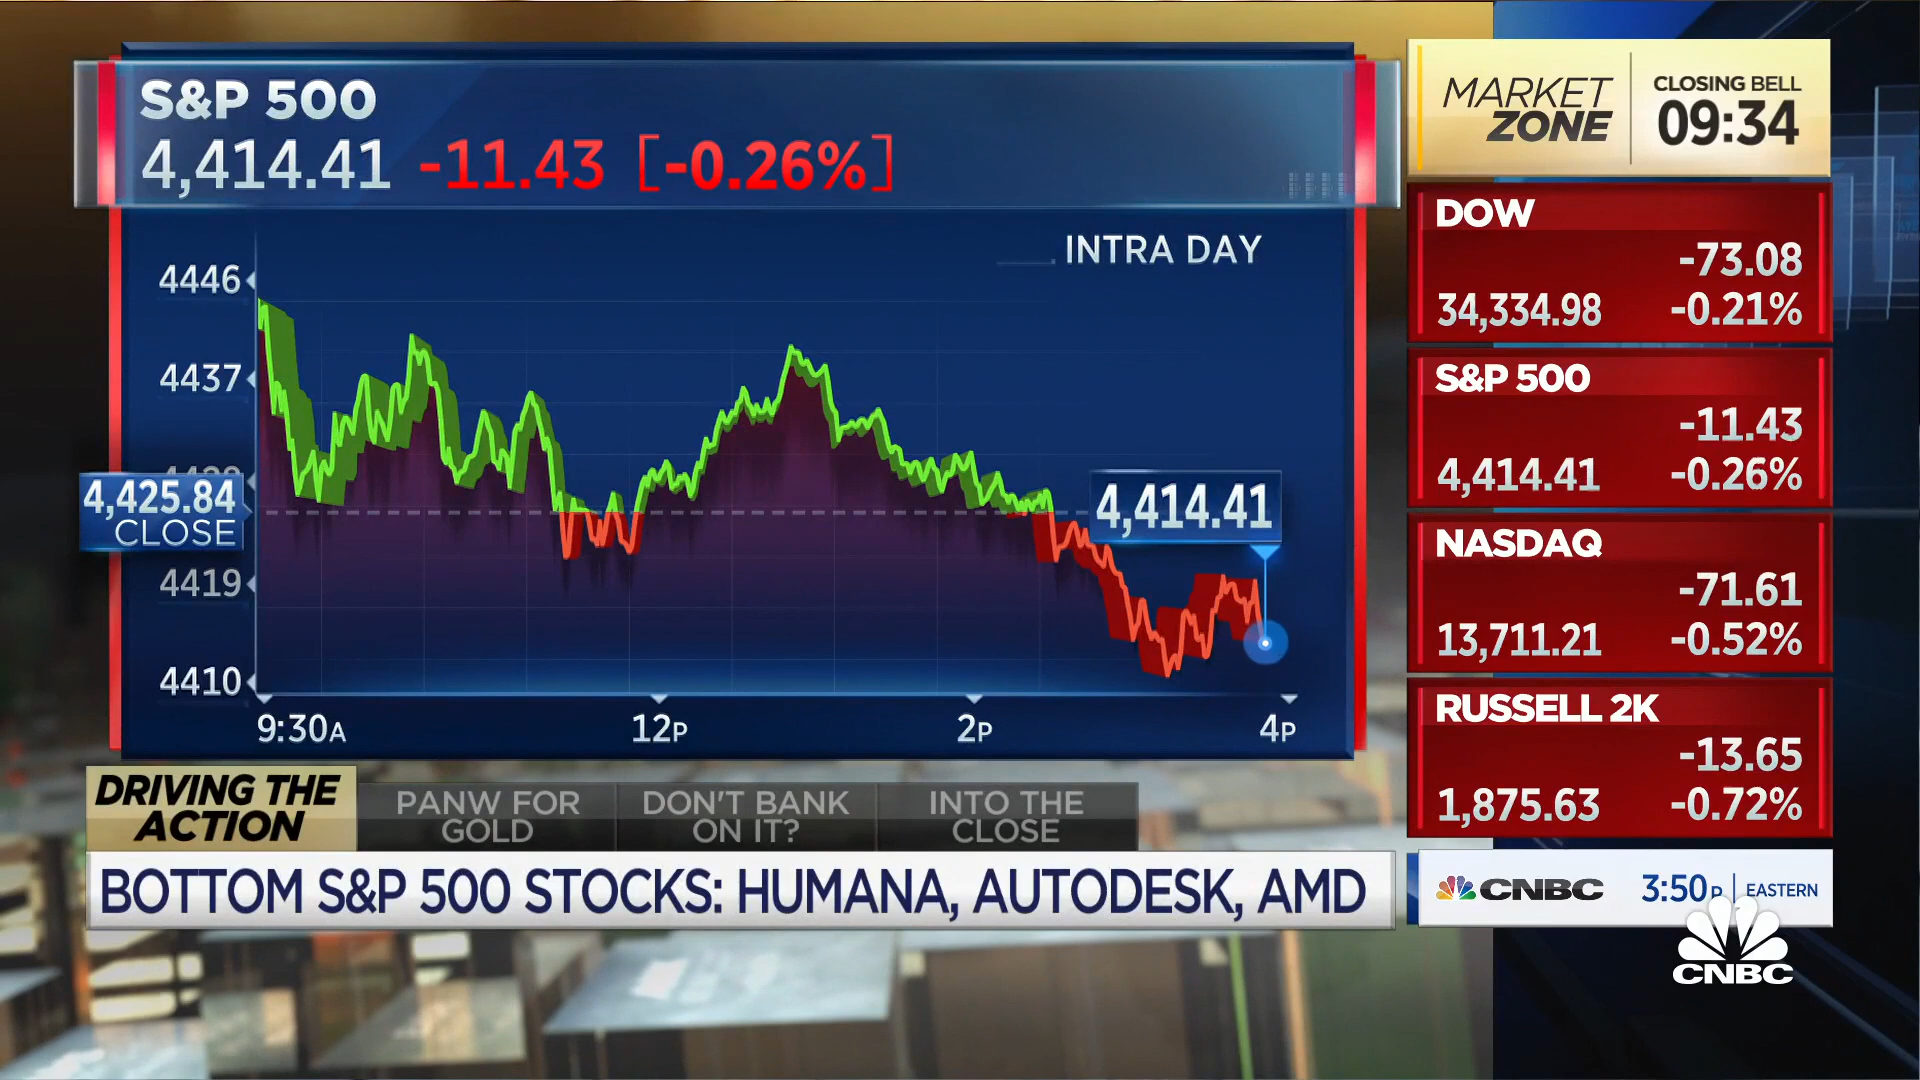 S&P 500
4,414.41 -11.43 [-0.26%]
INTRA DAY
4446
4437
4428
4,425.84
CLOSE
4419
4410
4,414.41
9:30A 12P 2P 4P
MARKET
ZONE
CLOSING BELL
09:34
DOW
-73.08
34,334.98 -0.21%
S&P 500
-11.43
4,414.41 -0.26%
NASDAQ
-71.61
13,711.21 -0.52%
RUSSELL 2K
-13.65
1,875.63 -0.72%
DRIVING THE
ACTION
PANW FOR
GOLD
DON'T BANK
ON IT?
INTO THE
CLOSE
BOTTOM S&P 500 STOCKS: HUMANA, AUTODESK, AMD
CNBC 3:50P EASTERN
CNBC